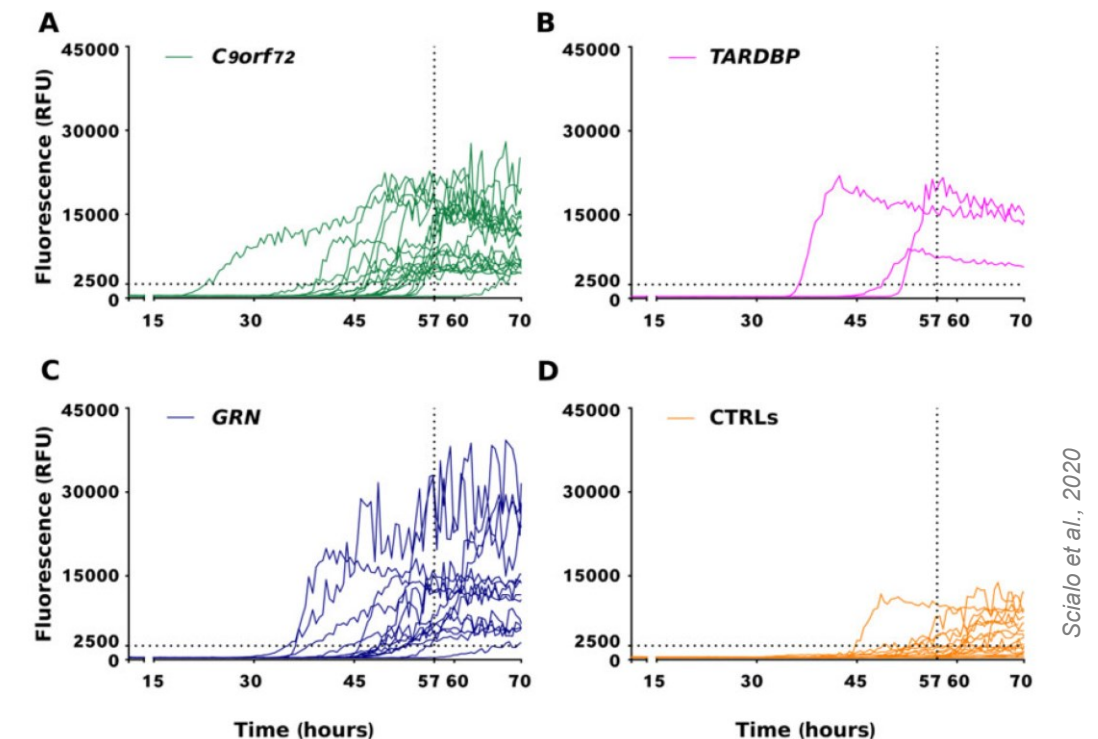 A
B
45000
C9orf72
45000
TARDBP
Fluorescence (RFU)
30000
30000
15000
15000
2500
2500
0
0
15 30 45 57 60 70
15 30 45 57 60 70
C
D
45000
GRN
45000
CTRLs
Fluorescence (RFU)
30000
30000
15000
15000
2500
2500
0
0
15 30 45 57 60 70
15 30 45 57 60 70
Time (hours)
Time (hours)
Scialo et al., 2020